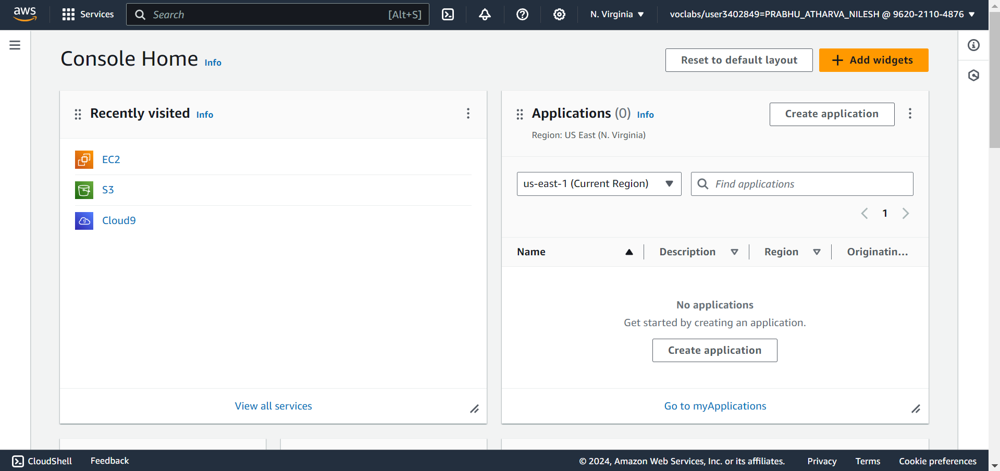 aws
Services
Search [Alt+S]
N. Virginia
voclabs/user3402849=PRABHU_ATHARVA_NILESH @ 9620-2110-4876
Console Home Info
Reset to default layout
Add widgets
Recently visited Info
EC2
S3
9 Cloud9
View all services
Applications (0) Info
Create application
Region: US East (N. Virginia)
us-east-1 (Current Region)
Find applications
1
Name Description Region Originatin...
No applications
Get started by creating an application.
Create application
Go to myApplications
CloudShell Feedback
© 2024, Amazon Web Services, Inc. or its affiliates. Privacy Terms Cookie preferences